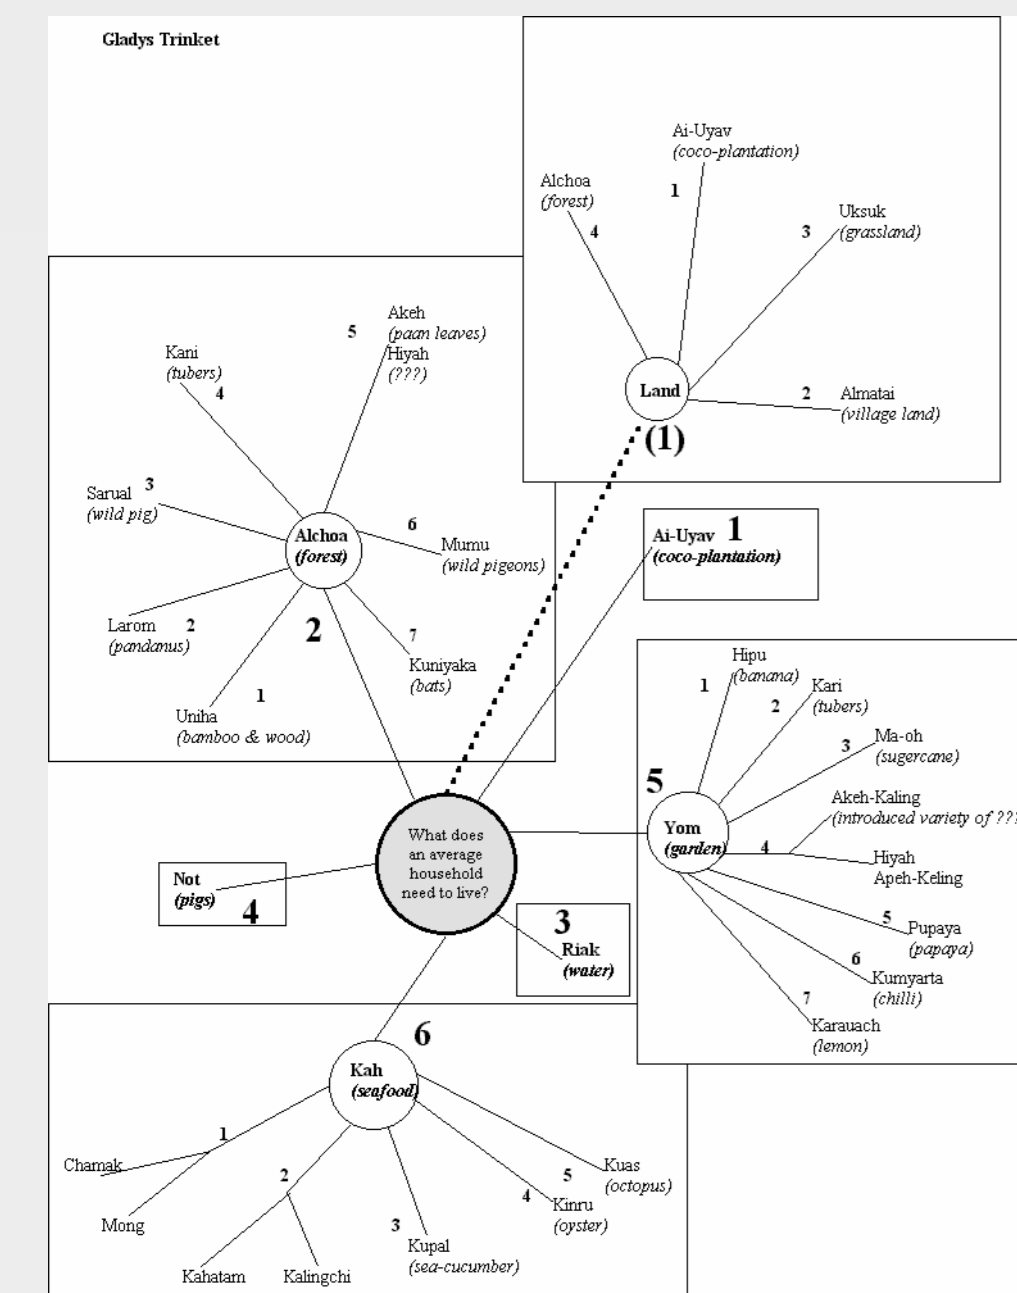 Gladys Trinket
Ai-Uyav
(coco-plantation)
1
Alchoa
(forest)
4
Uksuk
(grassland)
3
Land
(1)
2
Almatai
(village land)
Akeh
(paan leaves)
Hiyah
(???)
5
Kani
(tubers)
4
Sarual
(wild pig)
3
Alchoa
(forest)
2
6
Mumu
(wild pigeons)
Larom
(pandanus)
2
7
Kuniyaka
(bats)
1
Uniha
(bamboo & wood)
Ai-Uyav 1
(coco-plantation)
Hipu
(banana)
1
Kari
(tubers)
2
Ma-oh
(sugercane)
3
5
Yom
(garden)
Akeh-Kaling
(introduced variety of ???
4
Hiyah
Apeh-Keling
5
Pupaya
(papaya)
6
Kumyarta
(chilli)
7
Karauach
(lemon)
What does
an average
household
need to live?
Not
(pigs)
4
3
Riak
(water)
6
Kah
(seafood)
1
Chamak
Mong
2
Kahatam
Kalingchi
3
Kupal
(sea-cucumber)
4
Kinru
(oyster)
5
Kuas
(octopus)